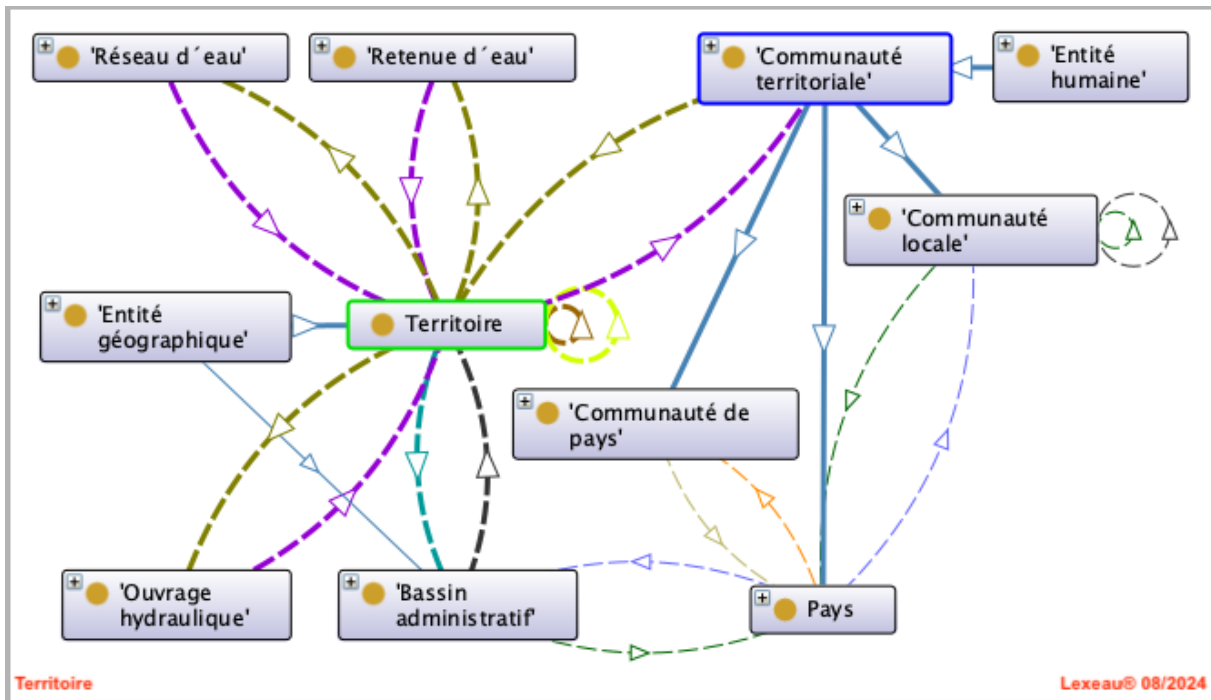 'Réseau d´eau'
'Retenue d´eau'
'Communauté
territoriale'
'Entité
humaine'
'Communauté
locale'
'Entité
géographique'
Territoire
'Communauté de
pays'
'Ouvrage
hydraulique'
'Bassin
administratif'
Pays
Territoire
Lexeau® 08/2024